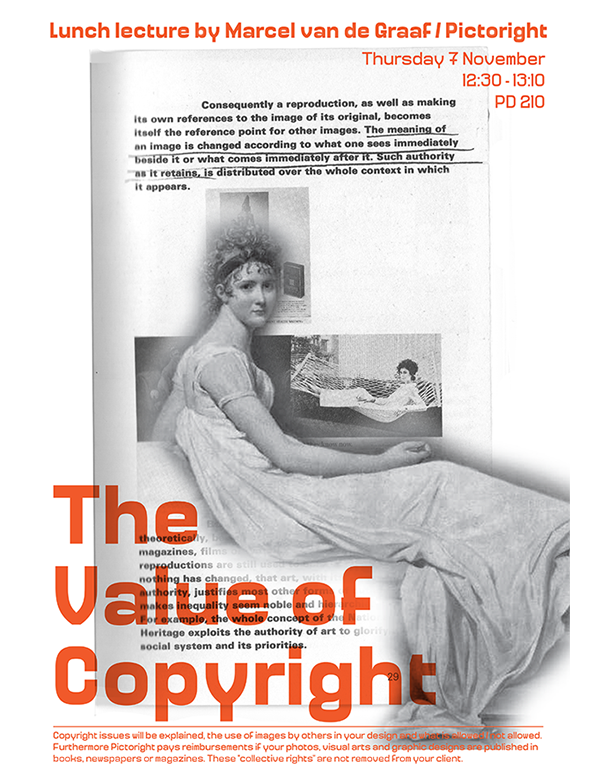 Lunch lecture by Marcel van de Graaf / Pictoright
Thursday 7 November
12:30 - 13:10
PD 210
Consequently a reproduction, as well as making
its own references to the image of its original, becomes
itself the reference point for other images. The meaning of
an image is changed according to what one sees immediately
beside it or what comes immediately after it. Such authority
as it retains, is distributed over the whole context in which
it appears.
The
Value of
Copyright
theoretically,
magazines, films
reproductions are still used
nothing has changed, that art, with
authority, justifies most other forms
makes inequality seem noble and
For example, the whole concept of the
Heritage exploits the authority of art to glorify
social system and its priorities.
29
Copyright issues will be explained, the use of images by others in your design and what is allowed / not allowed.
Furthermore Pictoright pays reimbursements if your photos, visual arts and graphic designs are published in
books, newspapers or magazines. These "collective rights" are not removed from your client.